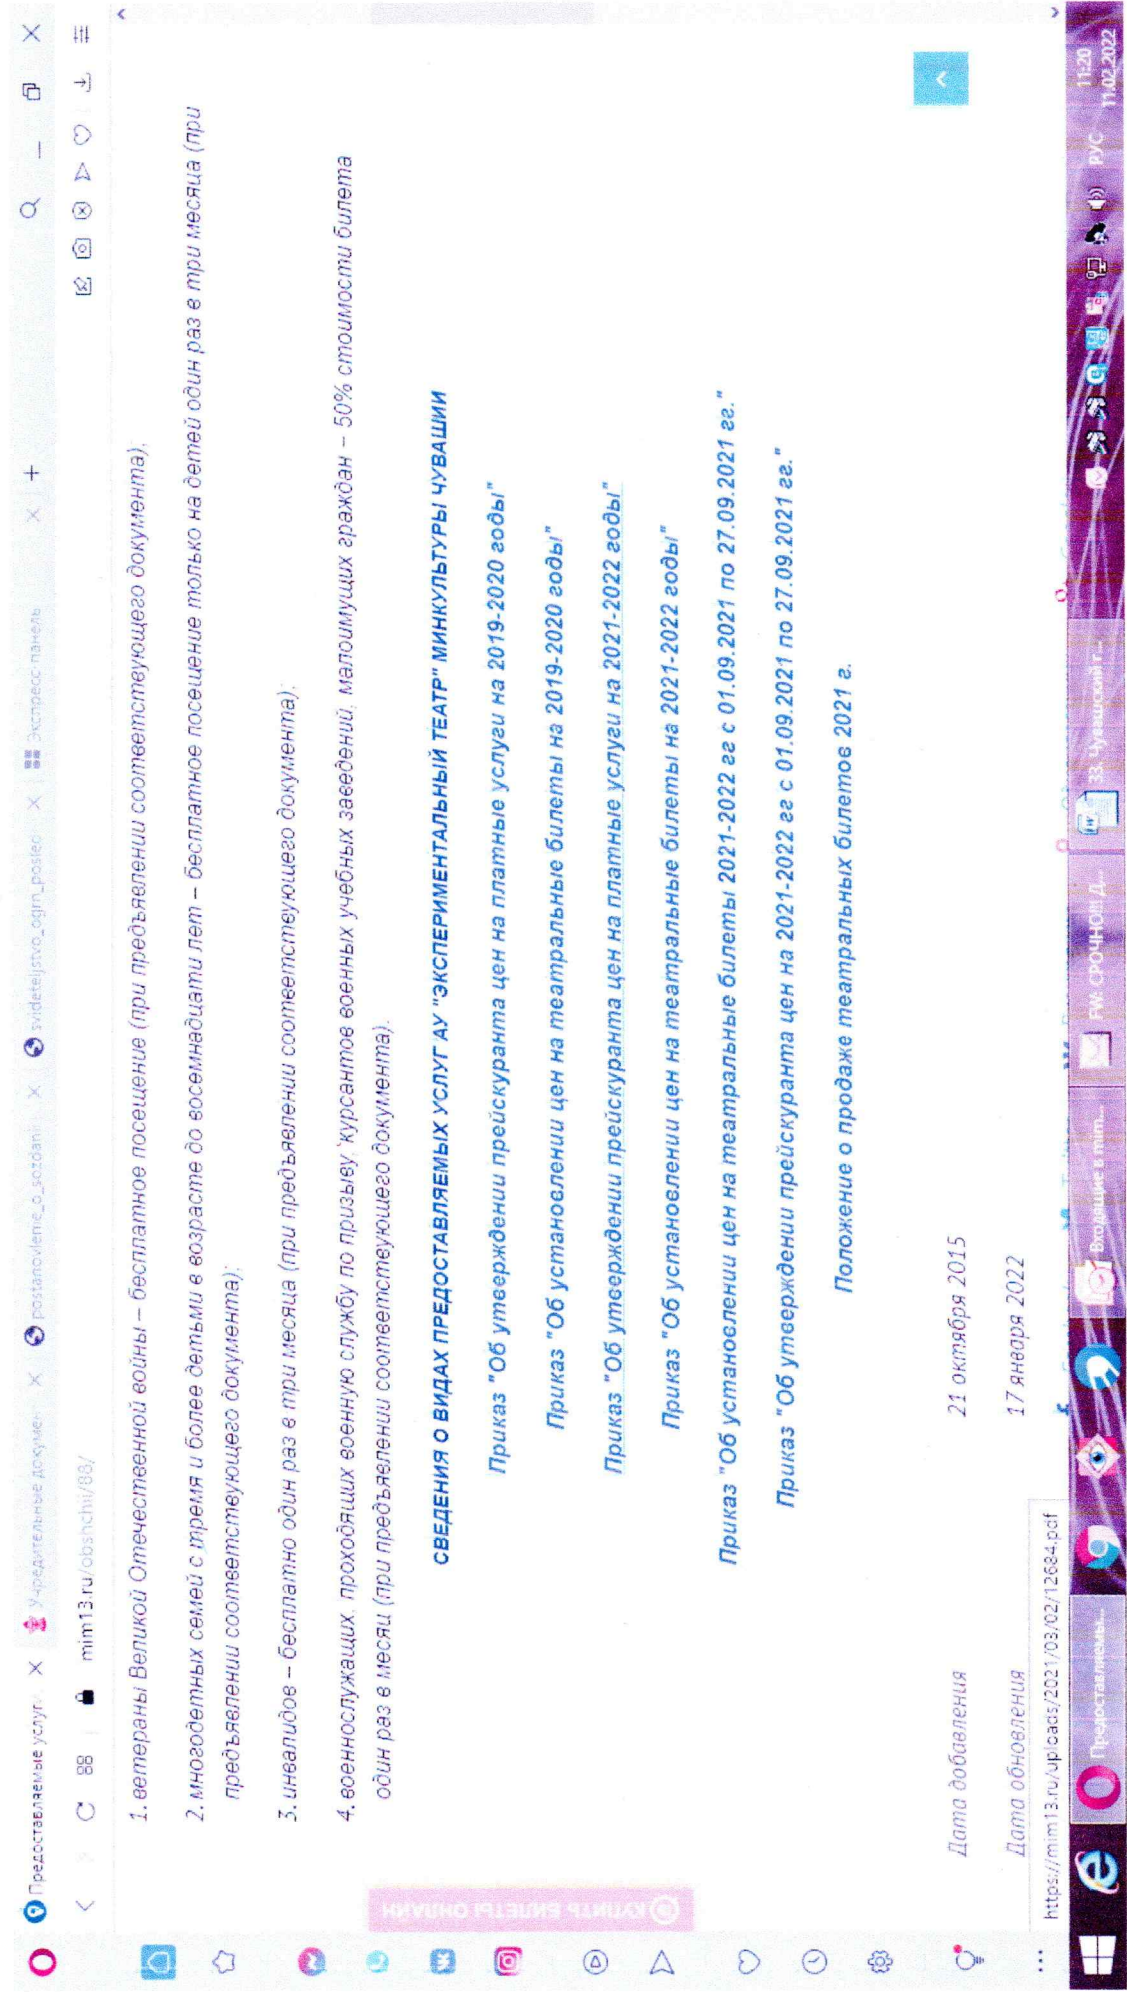 Предоставляемые услуги
Учредительные докумен
postanovlenie_o_sozdanii
svideteljstvo_ogrn_posled
Экспресс-панель
mim13.ru/obshchii/88/
1. ветераны Великой Отечественной войны – бесплатное посещение (при предъявлении соответствующего документа);
2. многодетных семей с тремя и более детьми в возрасте до восемнадцати лет – бесплатное посещение только на детей один раз в три месяца (при
предъявлении соответствующего документа);
3. инвалидов – бесплатно один раз в три месяца (при предъявлении соответствующего документа);
4. военнослужащих, проходящих военную службу по призыву, курсантов военных учебных заведений, малоимущих граждан – 50% стоимости билета
один раз в месяц (при предъявлении соответствующего документа).
КУПИТЬ БИЛЕТЫ ОНЛАЙН
СВЕДЕНИЯ О ВИДАХ ПРЕДОСТАВЛЯЕМЫХ УСЛУГ АУ "ЭКСПЕРИМЕНТАЛЬНЫЙ ТЕАТР" МИНКУЛЬТУРЫ ЧУВАШИИ
Приказ "Об утверждении прейскуранта цен на платные услуги на 2019-2020 годы"
Приказ "Об установлении цен на театральные билеты на 2019-2020 годы"
Приказ "Об утверждении прейскуранта цен на платные услуги на 2021-2022 годы"
Приказ "Об установлении цен на театральные билеты на 2021-2022 годы"
Приказ "Об установлении цен на театральные билеты 2021-2022 гг с 01.09.2021 по 27.09.2021 гг."
Приказ "Об утверждении прейскуранта цен на 2021-2022 гг с 01.09.2021 по 27.09.2021 гг."
Положение о продаже театральных билетов 2021 г.
Дата добавления 21 октября 2015
Дата обновления 17 января 2022
https://mim13.ru/uploads/2021/03/02/12684.pdf
Предоставляемы...
Входящие в mim...
FW: СРОЧНО!!! Д...
33. Чувашский г...
РУС
11:20
11.02.2022